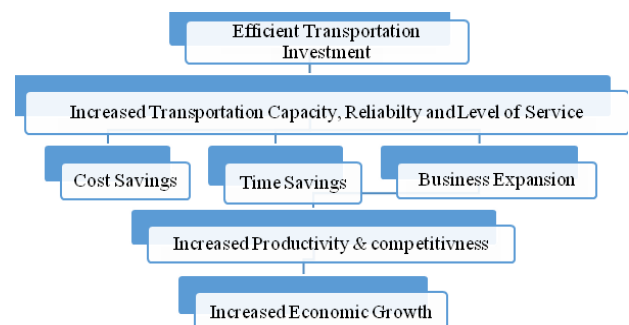 Efficient Transportation
Investment
Increased Transportation Capacity, Reliabilty and Level of Service
Cost Savings
Time Savings
Business Expansion
Increased Productivity & competitivness
Increased Economic Growth